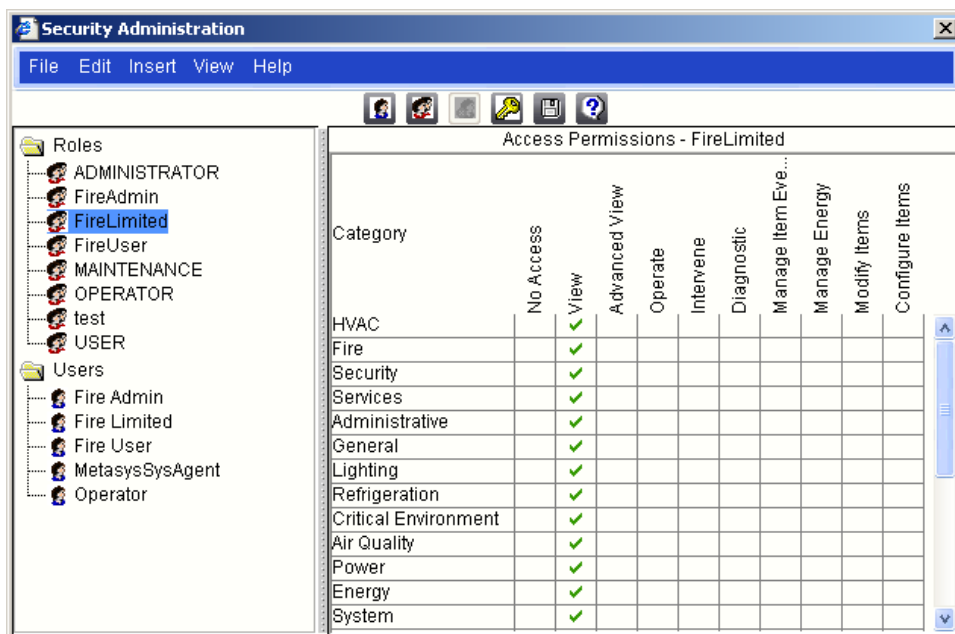 Security Administration
File Edit Insert View Help
Roles
ADMINISTRATOR
FireAdmin
FireLimited
FireUser
MAINTENANCE
OPERATOR
test
USER
Users
Fire Admin
Fire Limited
Fire User
MetasysSysAgent
Operator
Access Permissions - FireLimited
Category
No Access
View
Advanced View
Operate
Intervene
Diagnostic
Manage Item Eve...
Manage Energy
Modify Items
Configure Items
HVAC
Fire
Security
Services
Administrative
General
Lighting
Refrigeration
Critical Environment
Air Quality
Power
Energy
System